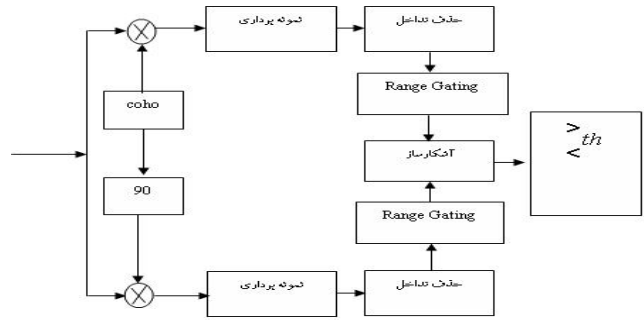 نمونه برداری
حذف تداخل
coho
Range Gating
90
آشکارساز
> < th
Range Gating
نمونه برداری
حذف تداخل